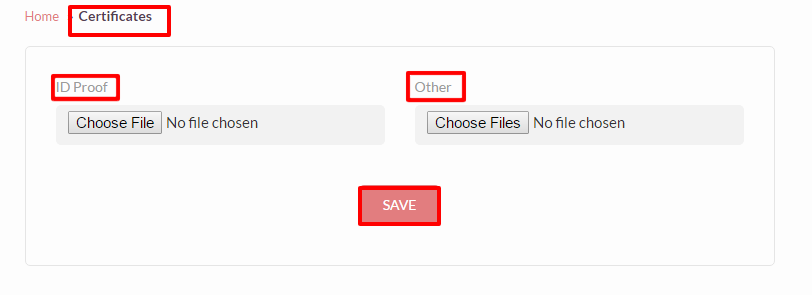 Home Certificates
ID Proof Other
Choose File No file chosen Choose Files No file chosen
SAVE